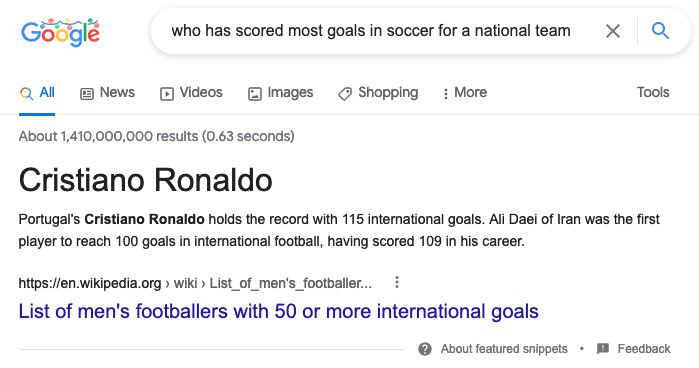 Google
who has scored most goals in soccer for a national team
All News Videos Images Shopping More Tools
About 1,410,000,000 results (0.63 seconds)
Cristiano Ronaldo
Portugal's Cristiano Ronaldo holds the record with 115 international goals. Ali Daei of Iran was the first
player to reach 100 goals in international football, having scored 109 in his career.
https://en.wikipedia.org › wiki › List_of_men's_footballer...
List of men's footballers with 50 or more international goals
About featured snippets • Feedback